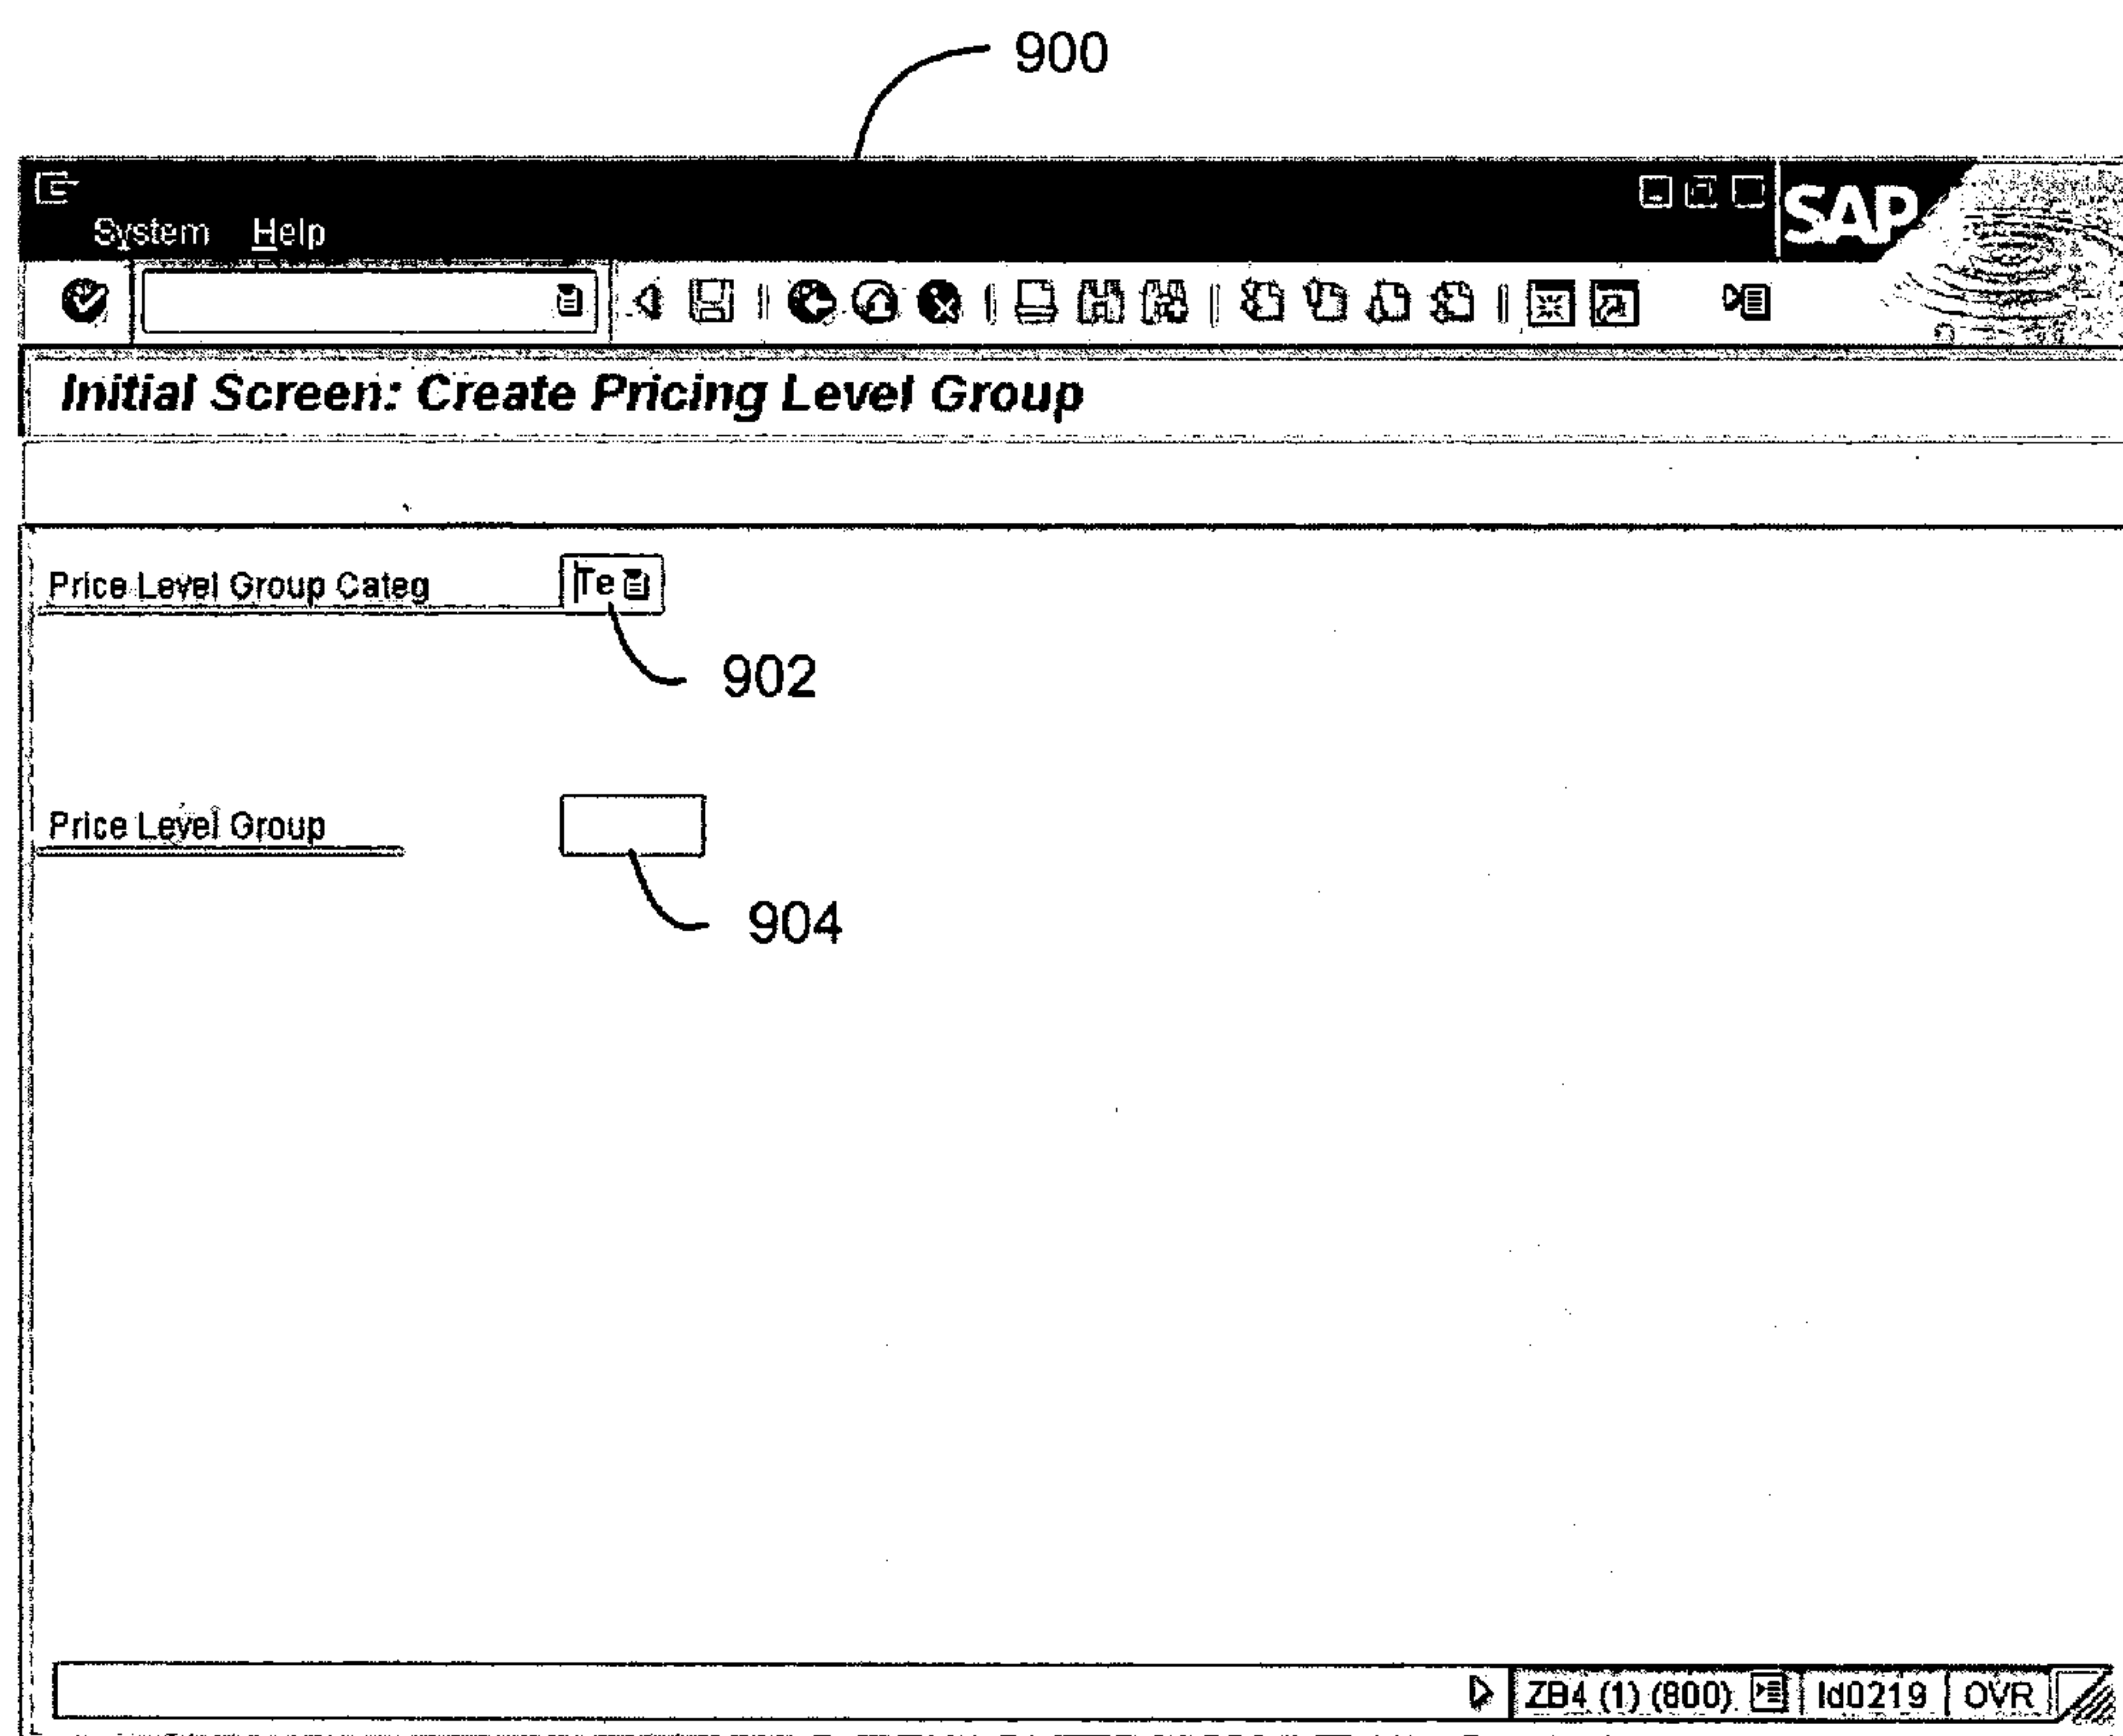 900
SAP
System Help
Initial Screen: Create Pricing Level Group
Price Level Group Categ Te
902
Price Level Group
904
ZB4 (1) (800) ld0219 OVR